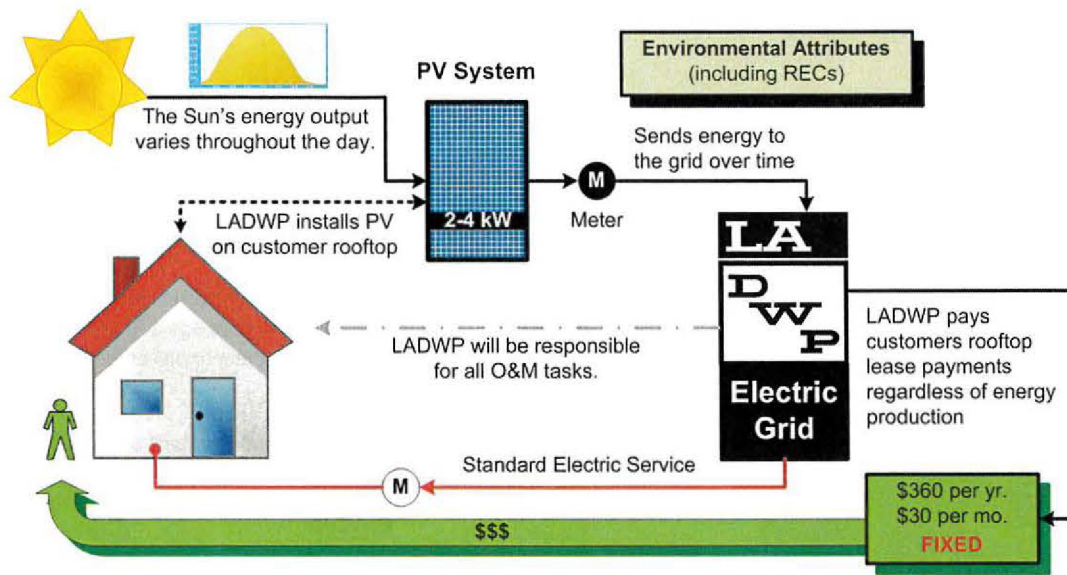 PV System
Environmental Attributes
(including RECs)
The Sun's energy output
varies throughout the day.
Sends energy to
the grid over time
M
Meter
2-4 kW
LADWP installs PV
on customer rooftop
LA
D
W
P
Electric
Grid
LADWP will be responsible
for all O&M tasks.
LADWP pays
customers rooftop
lease payments
regardless of energy
production
Standard Electric Service
M
$360 per yr.
$30 per mo.
FIXED
$$$